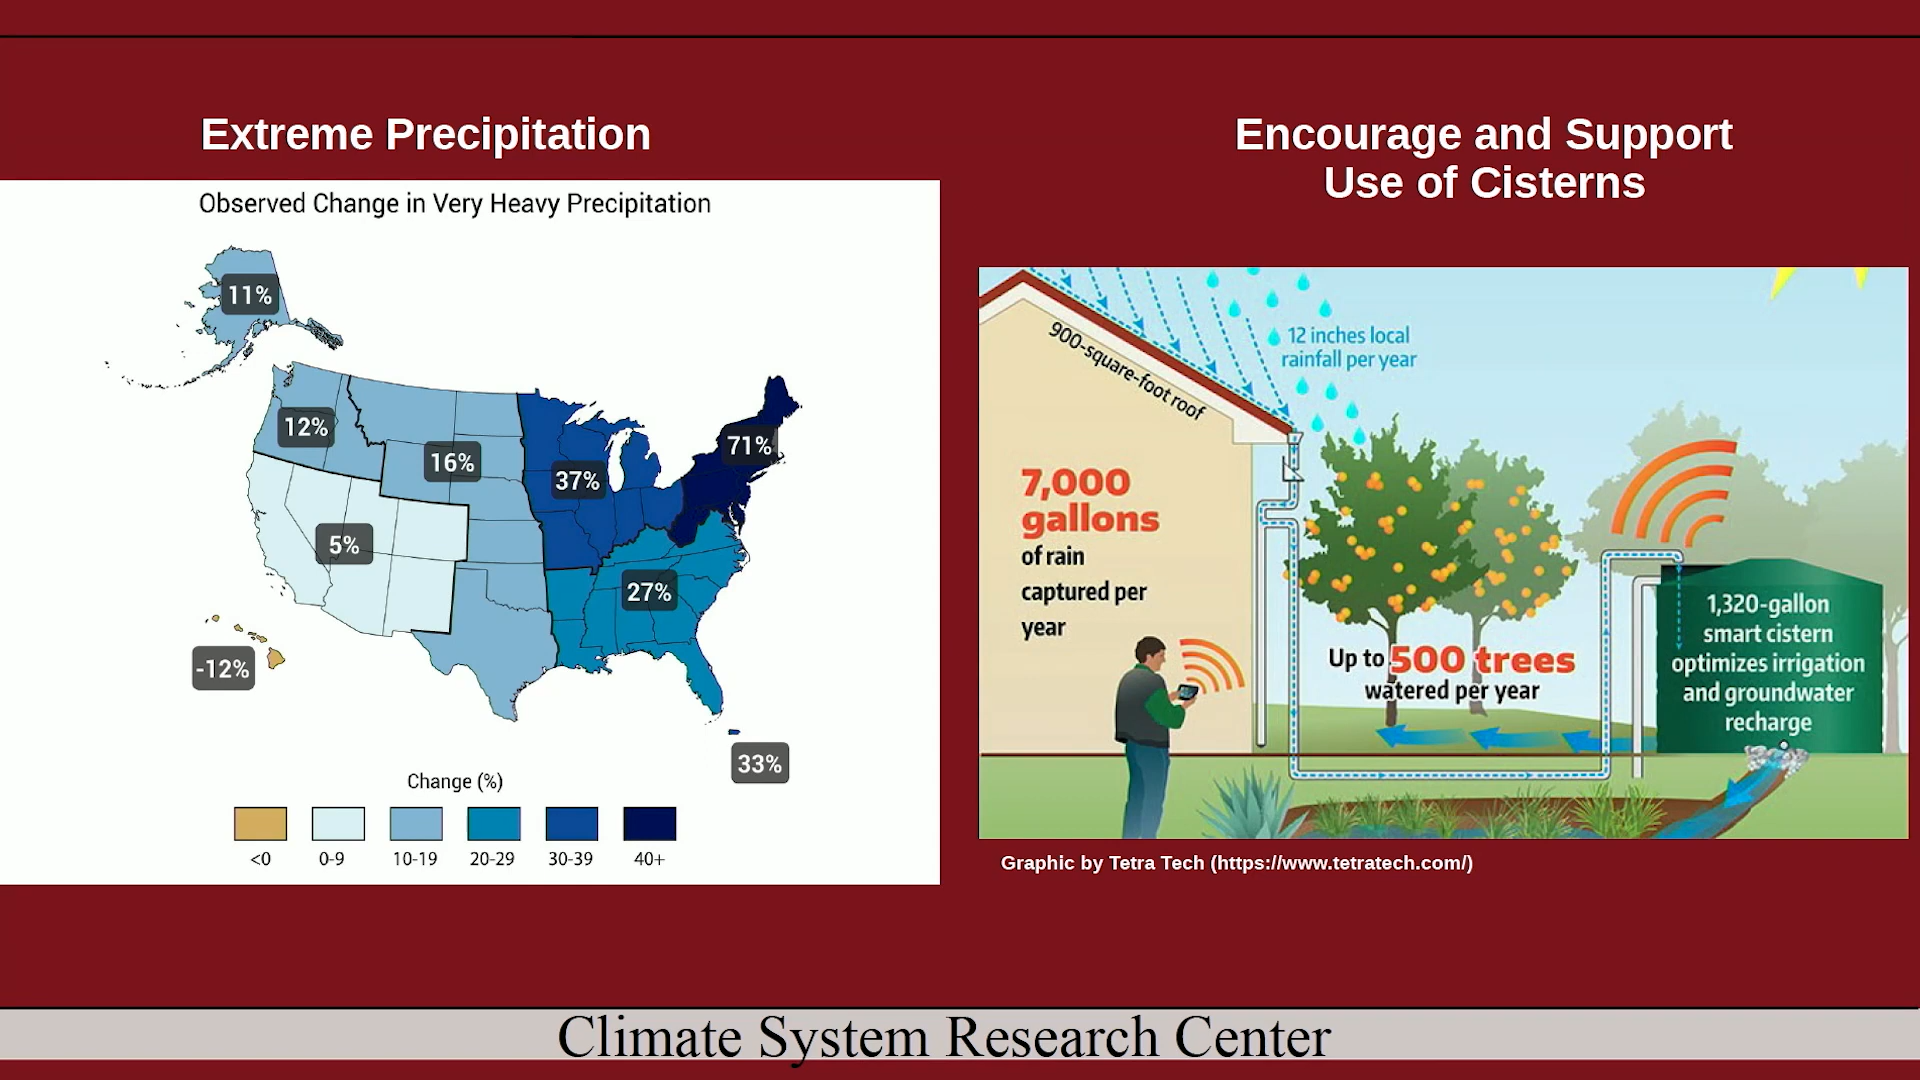 Extreme Precipitation
Observed Change in Very Heavy Precipitation
11%
12%
16%
37%
71%
5%
27%
-12%
33%
Change (%)
<0
0-9
10-19
20-29
30-39
40+
Encourage and Support
Use of Cisterns
900-square-foot roof
12 inches local
rainfall per year
7,000
gallons
of rain
captured per
year
Up to 500 trees
watered per year
1,320-gallon
smart cistern
optimizes irrigation
and groundwater
recharge
Graphic by Tetra Tech (https://www.tetratech.com/)
Climate System Research Center